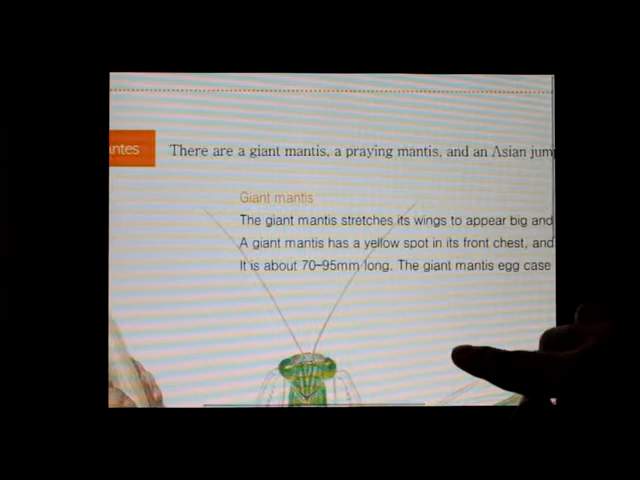 ntes
There are a giant mantis, a praying mantis, and an Asian jum
Giant mantis
The giant mantis stretches its wings to appear big and
A giant mantis has a yellow spot in its front chest, and
It is about 70-95mm long. The giant mantis egg case